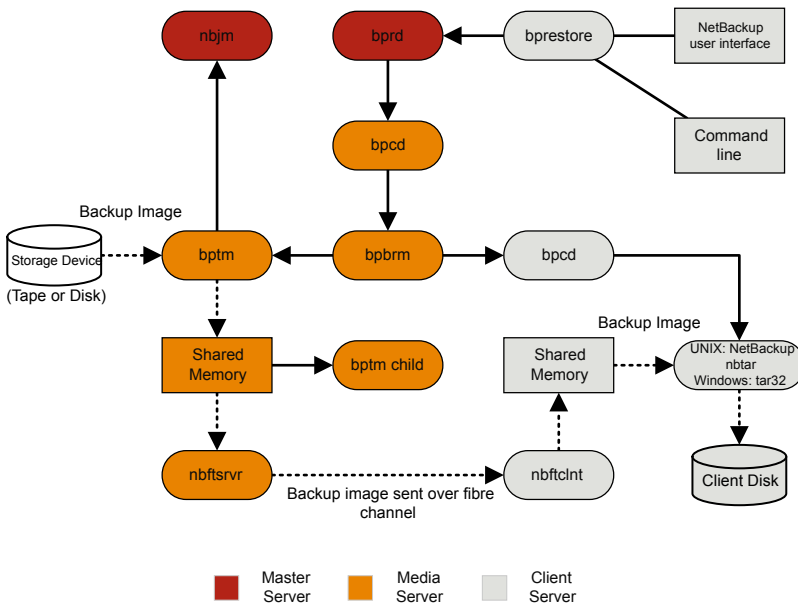 nbjm
bprd
bprestore
NetBackup
user interface
bpcd
Command
line
Backup Image
Storage Device
(Tape or Disk)
bptm
bpbrm
bpcd
Backup Image
Shared
Memory
bptm child
Shared
Memory
UNIX: NetBackup
nbtar
Windows: tar32
nbftsrvr
Backup image sent over fibre
channel
nbftclnt
Client Disk
Master
Server
Media
Server
Client
Server